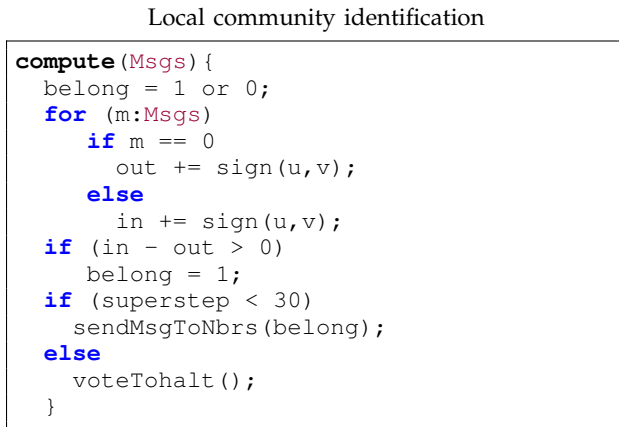 Local community identification
compute(Msgs){
  belong = 1 or 0;
  for (m:Msgs)
     if m == 0
       out += sign(u,v);
     else
       in += sign(u,v);
  if (in - out > 0)
     belong = 1;
  if (superstep < 30)
    sendMsgToNbrs(belong);
  else
    voteTohalt();
  }